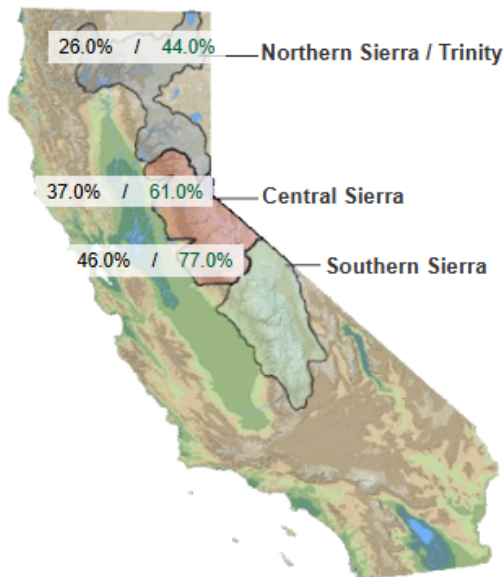 26.0% / 44.0% Northern Sierra / Trinity
37.0% / 61.0% Central Sierra
46.0% / 77.0% Southern Sierra